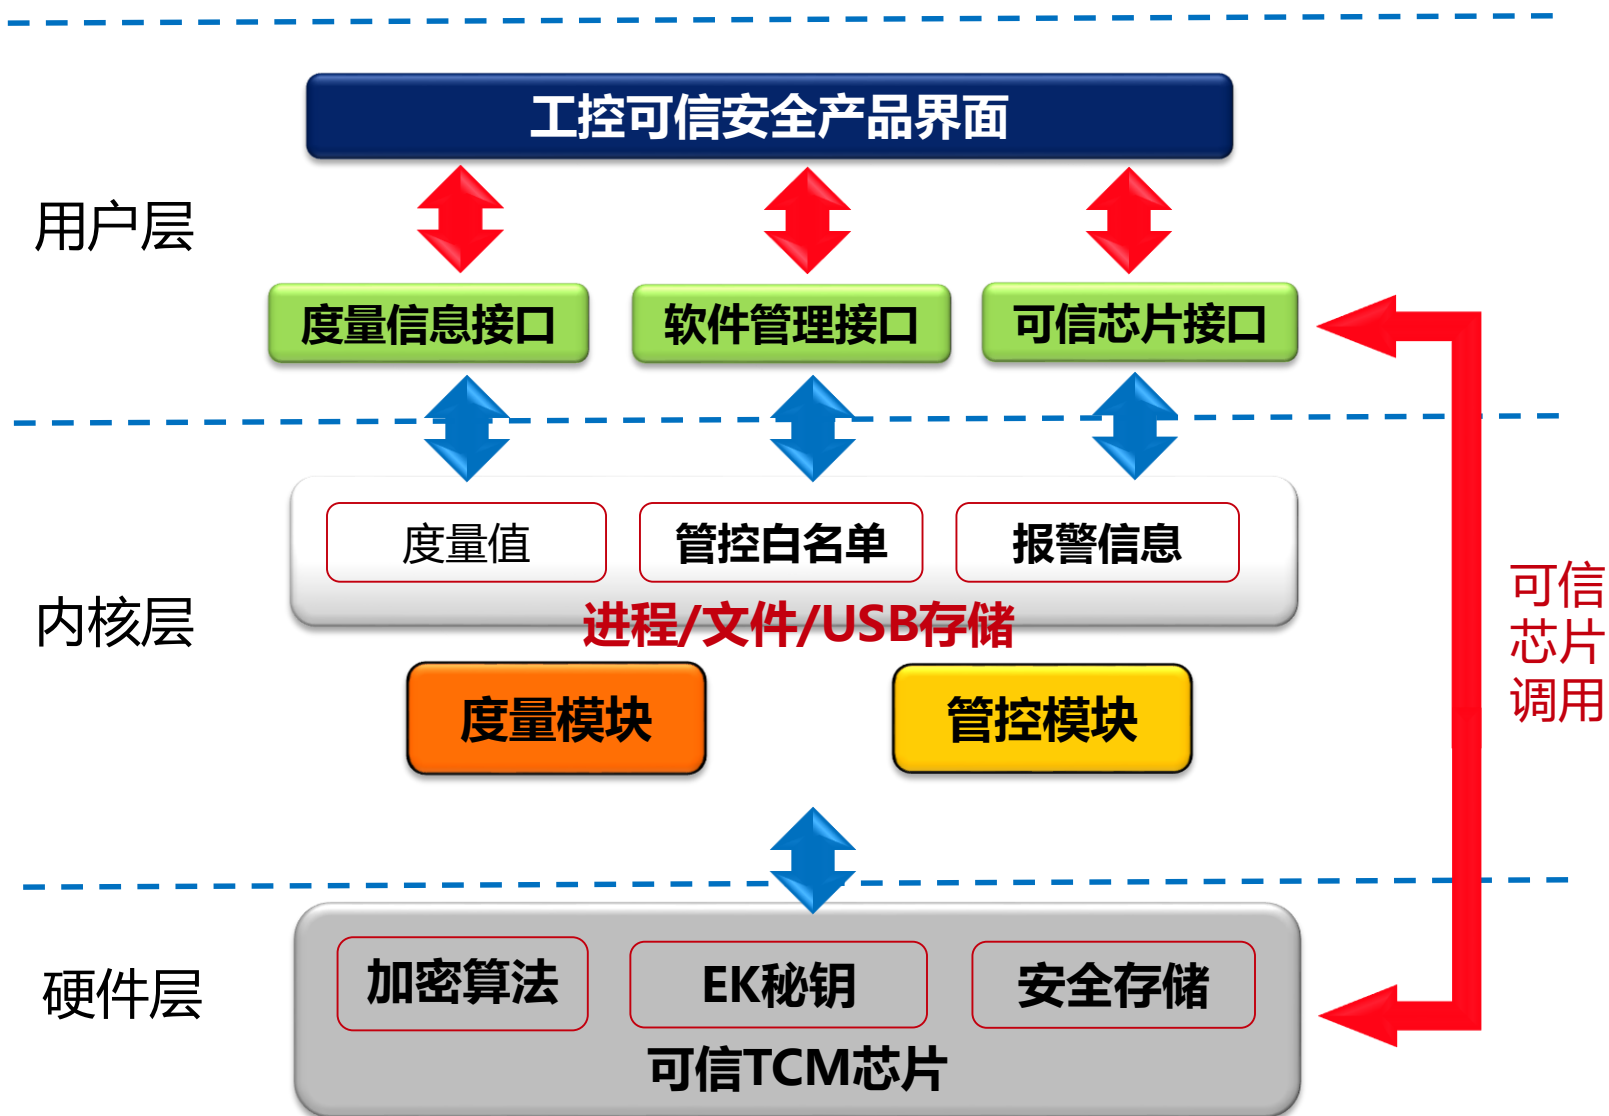 工控可信安全产品界面
用户层
度量信息接口
软件管理接口
可信芯片接口
度量值
管控白名单
报警信息
进程/文件/USB存储
内核层
度量模块
管控模块
可信
芯片
调用
加密算法
EK秘钥
安全存储
硬件层
可信TCM芯片